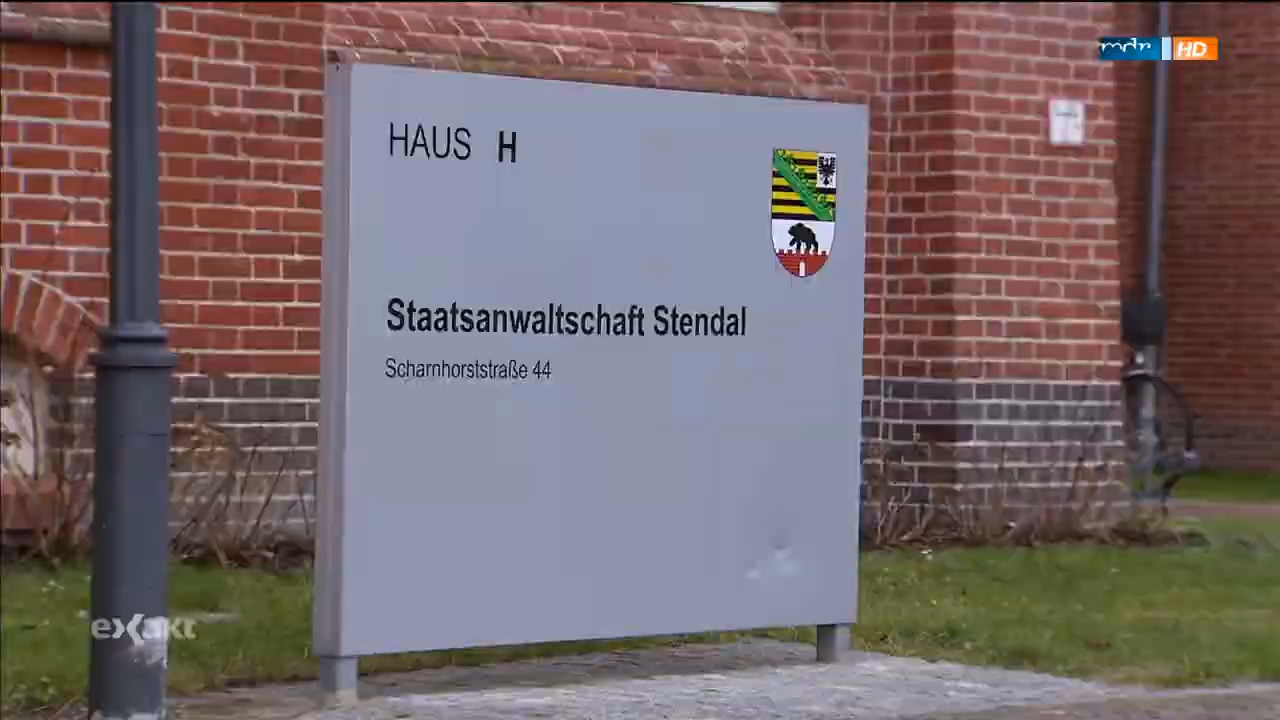 mdr HD
HAUS H
Staatsanwaltschaft Stendal
Scharnhorststraße 44
exakt